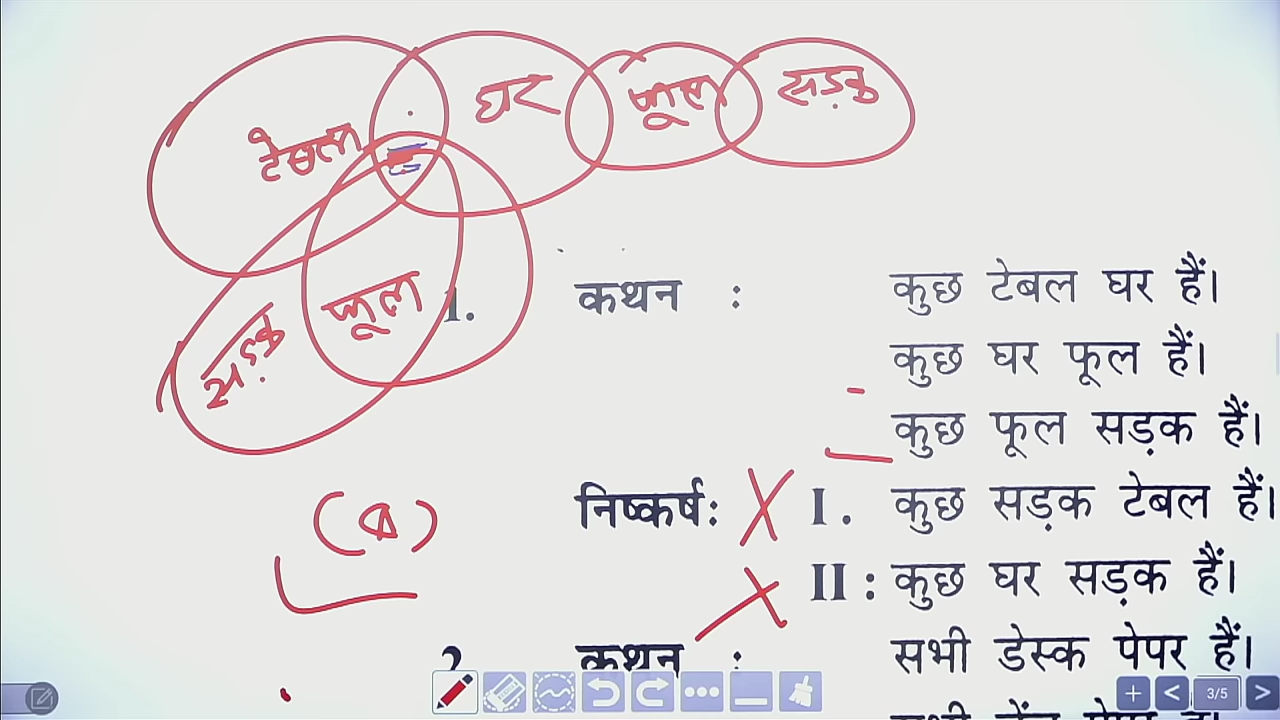 टेबल घर फूल सड़क
सड़क फूल
1. कथन : कुछ टेबल घर हैं।
कुछ घर फूल हैं।
कुछ फूल सड़क हैं।
निष्कर्ष: X I. कुछ सड़क टेबल हैं।
X II : कुछ घर सड़क हैं।
2 कथन : सभी डेस्क पेपर हैं।
3/5